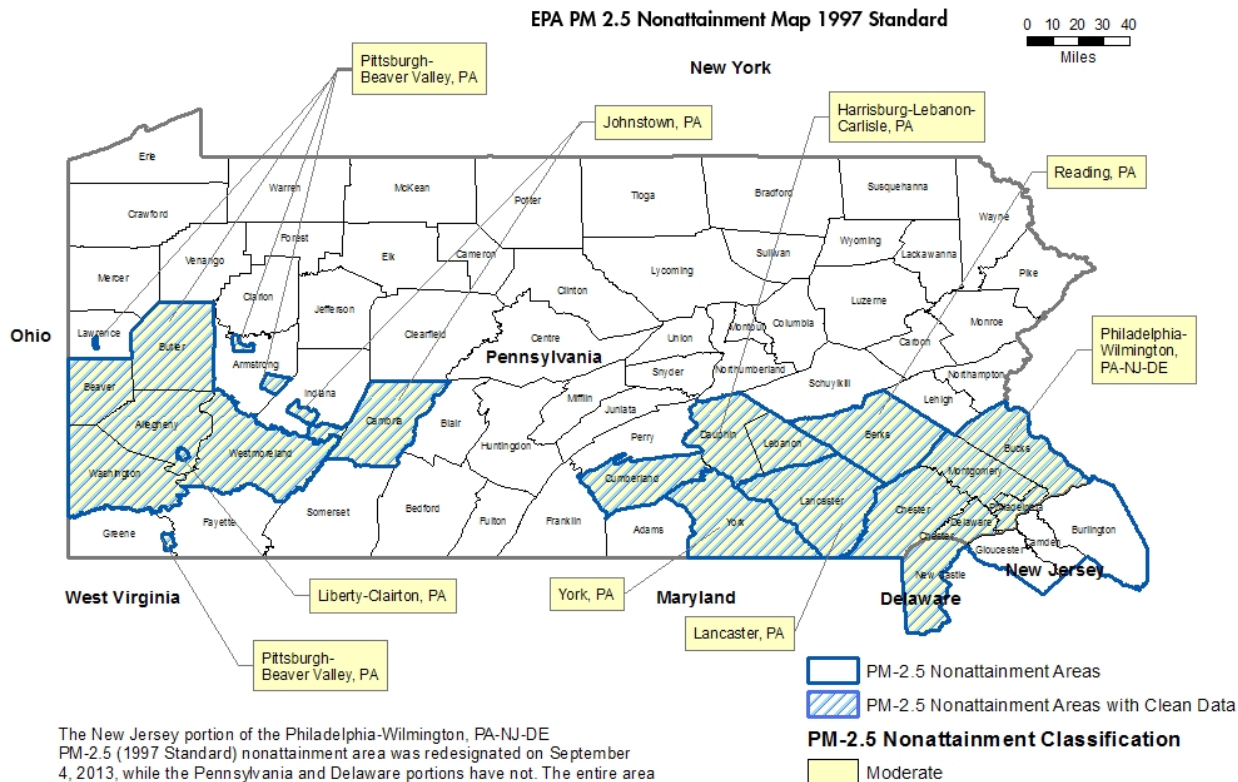 EPA PM 2.5 Nonattainment Map 1997 Standard
0 10 20 30 40
Miles
New York
Pittsburgh-
Beaver Valley, PA
Johnstown, PA
Harrisburg-Lebanon-
Carlisle, PA
Reading, PA
Erie
Warren
McKean
Potter
Tioga
Bradford
Susquehanna
Wayne
Crawford
Forest
Wyoming
Lackawanna
Venango
Elk
Cameron
Sullivan
Pike
Mercer
Lycoming
Clarion
Clinton
Luzerne
Jefferson
Columbia
Monroe
Ohio
Lawrence
Butler
Clearfield
Centre
Union
Montour
Carbon
Philadelphia-
Wilmington,
PA-NJ-DE
Pennsylvania
Armstrong
Snyder
Northumberland
Northampton
Beaver
Indiana
Mifflin
Schuylkill
Lehigh
Juniata
Allegheny
Cambria
Blair
Perry
Dauphin
Lebanon
Berks
Bucks
Westmoreland
Huntingdon
Montgomery
Washington
Cumberland
Lancaster
Chester
Philadelphia
Greene
Fayette
Somerset
Bedford
Fulton
Franklin
Adams
York
Delaware
Burlington
Chester
Camden
Gloucester
New Castle
New Jersey
West Virginia
Liberty-Clairton, PA
York, PA
Maryland
Delaware
Lancaster, PA
Pittsburgh-
Beaver Valley, PA
PM-2.5 Nonattainment Areas
PM-2.5 Nonattainment Areas with Clean Data
PM-2.5 Nonattainment Classification
Moderate
The New Jersey portion of the Philadelphia-Wilmington, PA-NJ-DE
PM-2.5 (1997 Standard) nonattainment area was redesignated on September
4, 2013, while the Pennsylvania and Delaware portions have not. The entire area